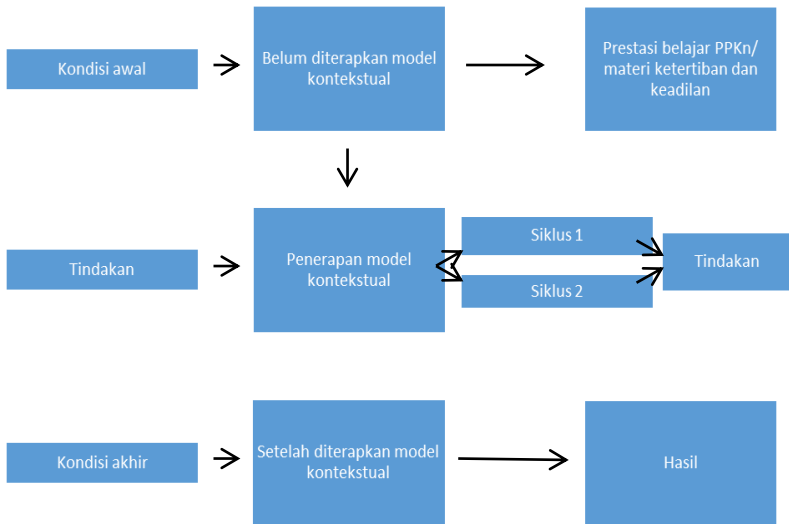 Kondisi awal
Belum diterapkan model
kontekstual
Prestasi belajar PPKn/
materi ketertiban dan
keadilan
Tindakan
Penerapan model
kontekstual
Siklus 1
Siklus 2
Tindakan
Kondisi akhir
Setelah diterapkan model
kontekstual
Hasil